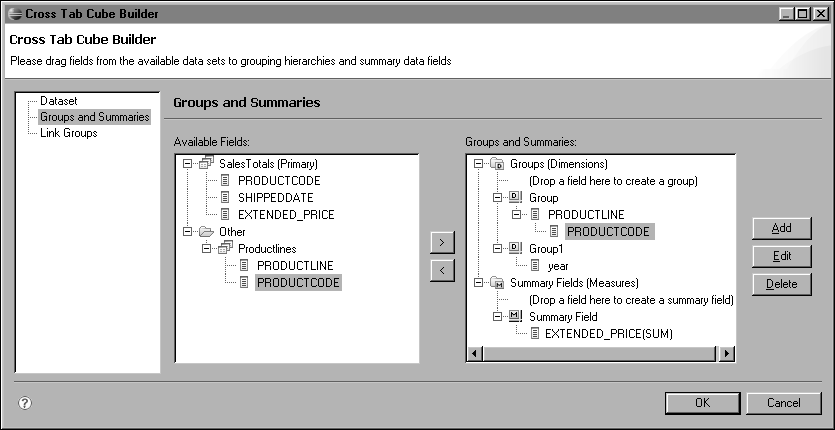 Cross Tab Cube Builder
Cross Tab Cube Builder
Please drag fields from the available data sets to grouping hierarchies and summary data fields
Dataset
Groups and Summaries
Link Groups
Groups and Summaries
Available Fields:
SalesTotals (Primary)
PRODUCTCODE
SHIPPEDDATE
EXTENDED_PRICE
Other
Productlines
PRODUCTLINE
PRODUCTCODE
>
<
Groups and Summaries:
Groups (Dimensions)
(Drop a field here to create a group)
Group
PRODUCTLINE
PRODUCTCODE
Group1
year
Summary Fields (Measures)
(Drop a field here to create a summary field)
Summary Field
EXTENDED_PRICE(SUM)
Add
Edit
Delete
?
OK
Cancel